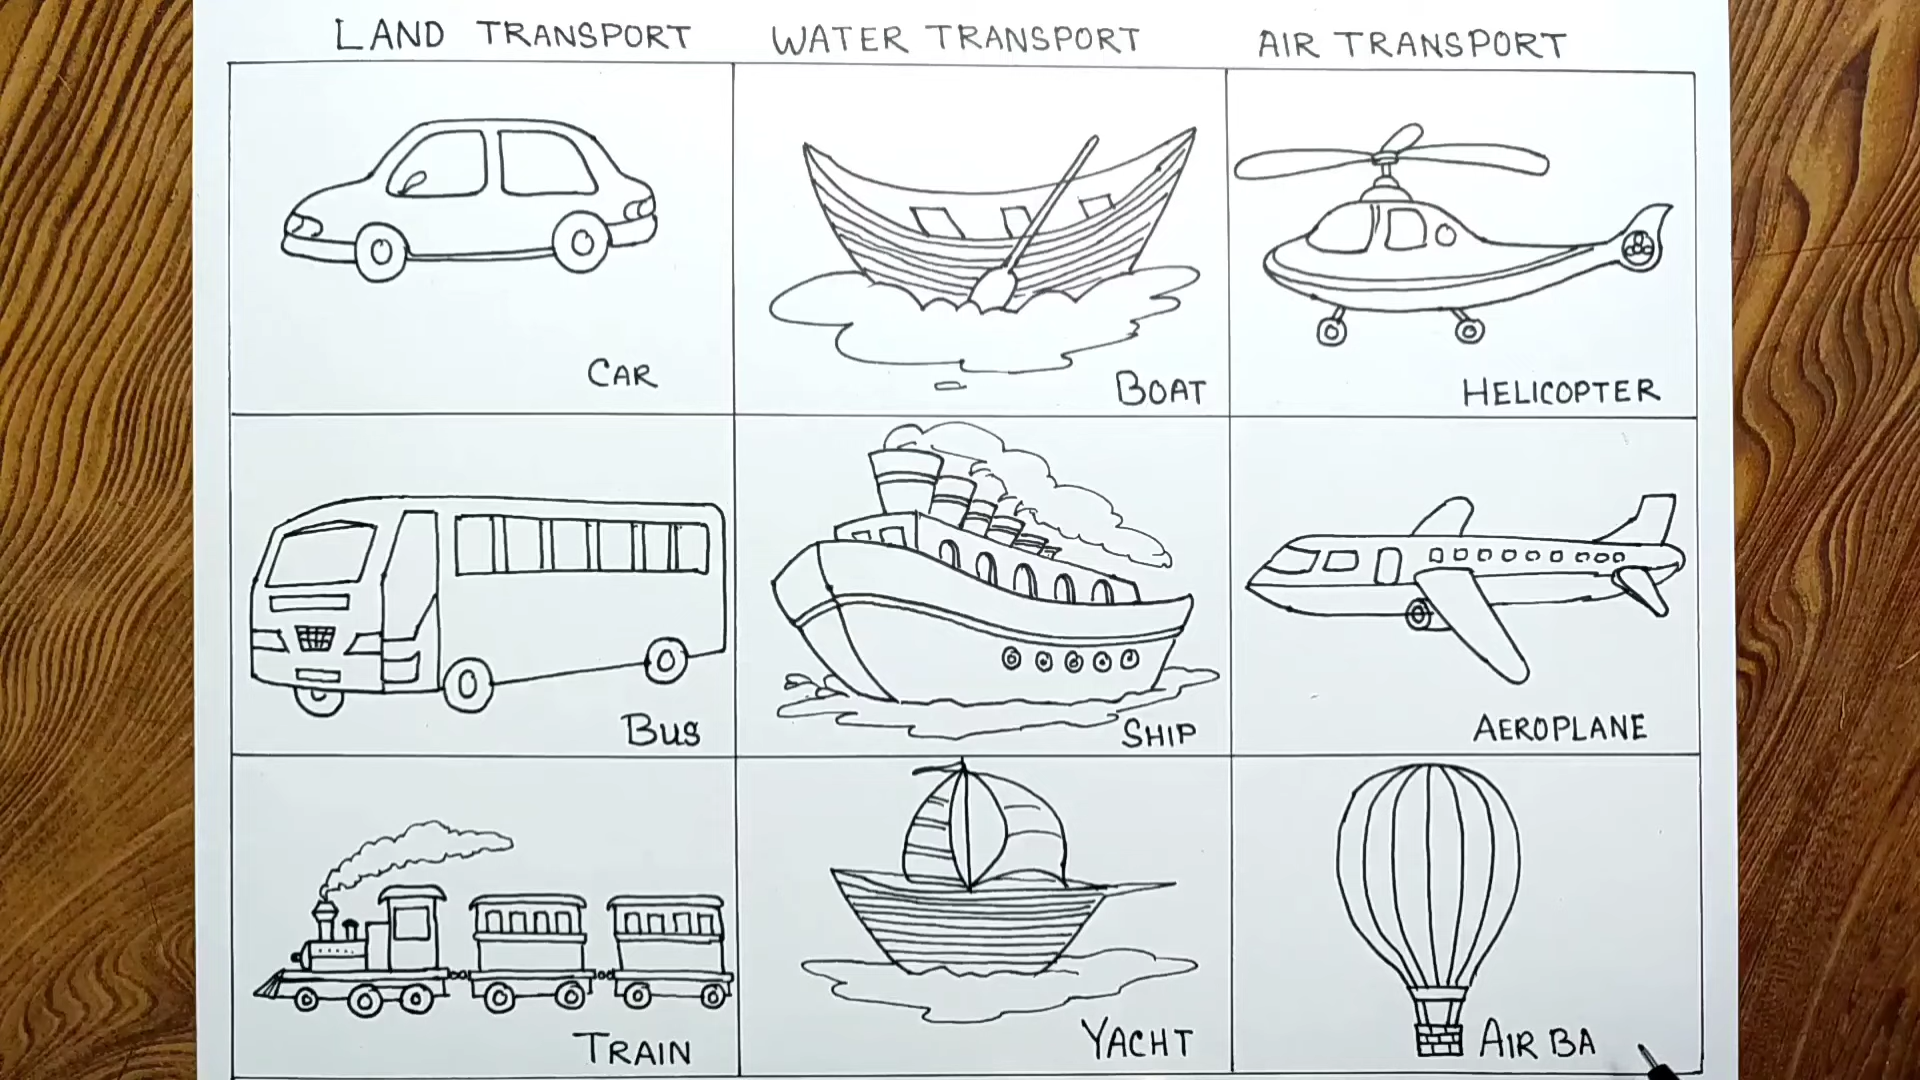 LAND TRANSPORT
WATER TRANSPORT
AIR TRANSPORT
CAR
BOAT
HELICOPTER
BUS
SHIP
AEROPLANE
TRAIN
YACHT
AIR BA